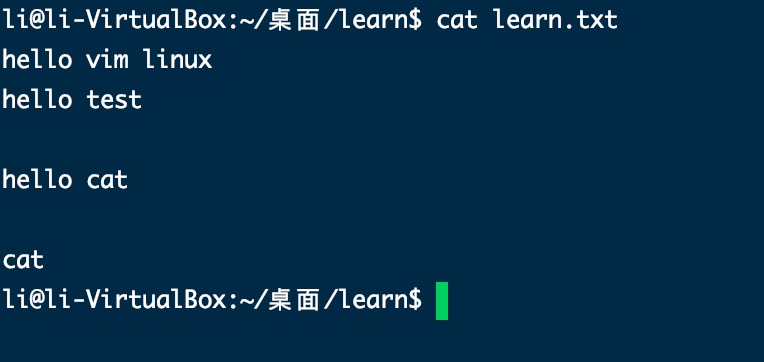 li@li-VirtualBox:~/桌面/learn$ cat learn.txt
hello vim linux
hello test
hello cat
cat
li@li-VirtualBox:~/桌面/learn$